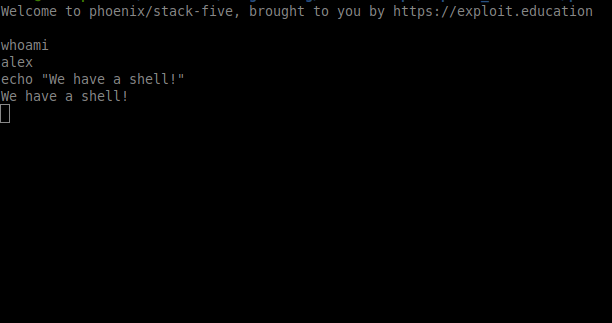 Welcome to phoenix/stack-five, brought to you by https://exploit.education
whoami
alex
echo "We have a shell!"
We have a shell!